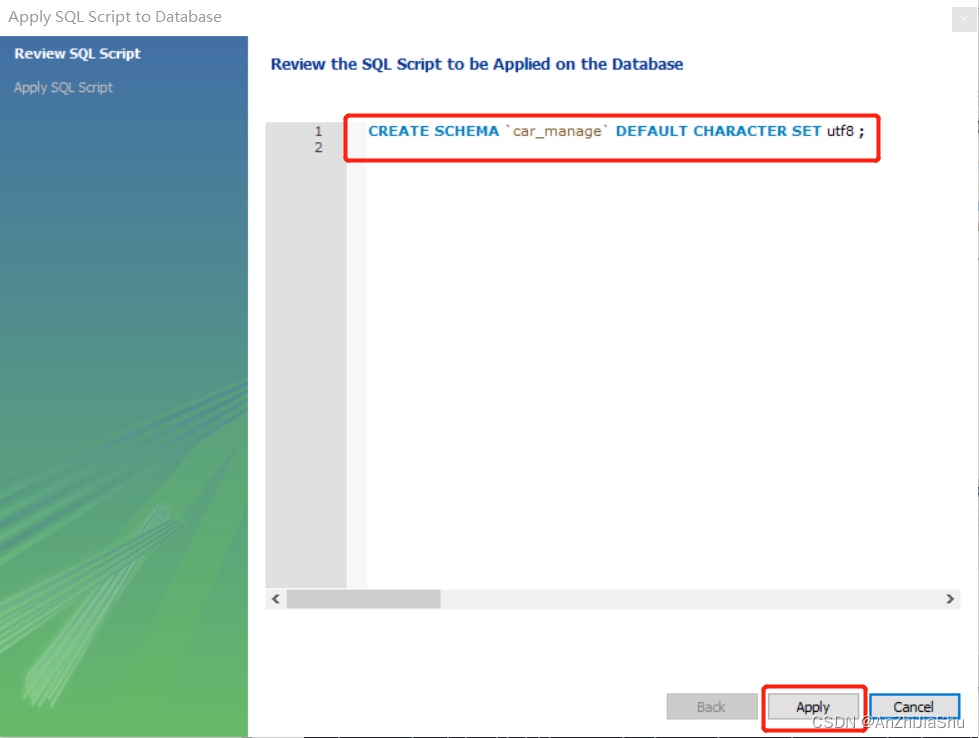 Apply SQL Script to Database
Review SQL Script
Apply SQL Script
Review the SQL Script to be Applied on the Database
1 CREATE SCHEMA `car_manage` DEFAULT CHARACTER SET utf8 ;
2
Back Apply Cancel
CSDN @AnZhiJiaShu